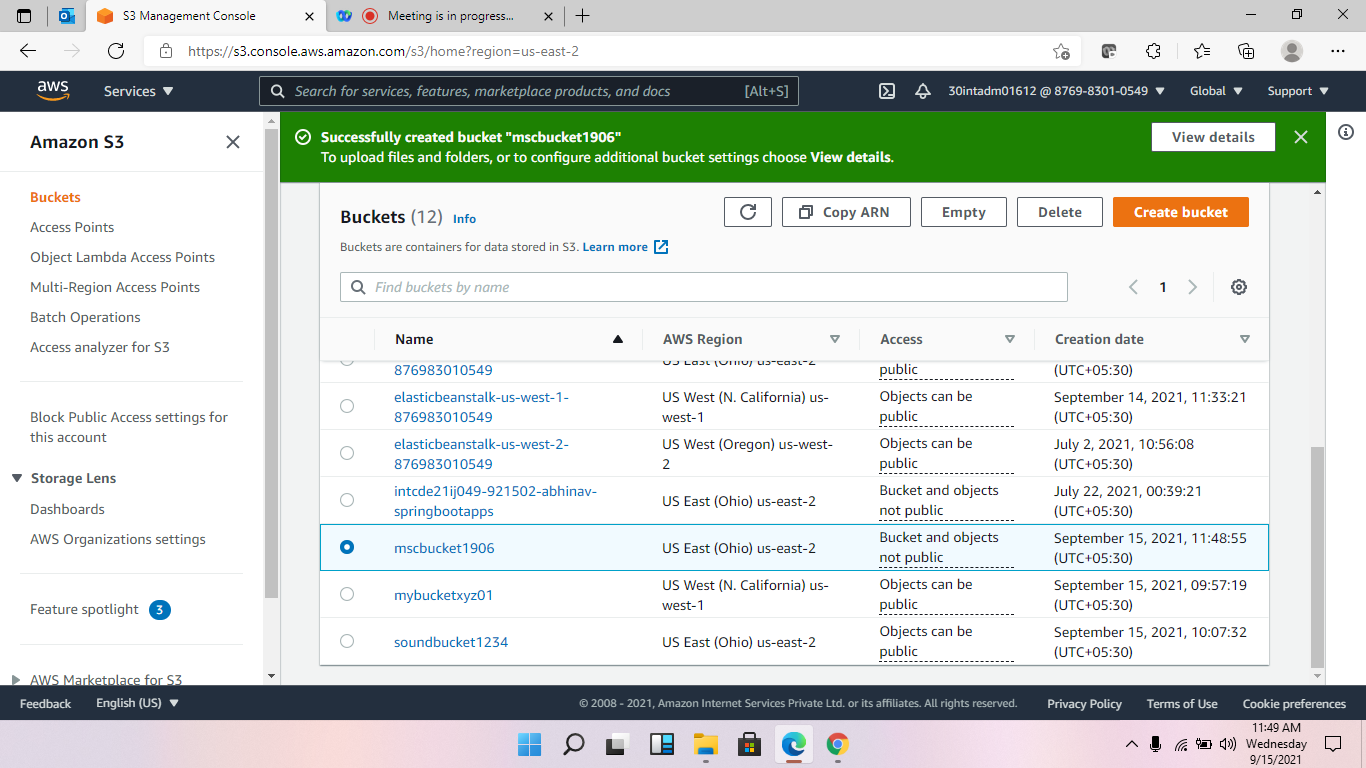 S3 Management Console
Meeting is in progress...
https://s3.console.aws.amazon.com/s3/home?region=us-east-2
aws
Services
Search for services, features, marketplace products, and docs
[Alt+S]
30intadm01612 @ 8769-8301-0549
Global
Support
Amazon S3
Buckets
Access Points
Object Lambda Access Points
Multi-Region Access Points
Batch Operations
Access analyzer for S3
Block Public Access settings for
this account
Storage Lens
Dashboards
AWS Organizations settings
Feature spotlight 3
AWS Marketplace for S3
Successfully created bucket "mscbucket1906"
To upload files and folders, or to configure additional bucket settings choose View details.
View details
Buckets (12) Info
Copy ARN
Empty
Delete
Create bucket
Buckets are containers for data stored in S3. Learn more
Find buckets by name
1
Name AWS Region Access Creation date
US East (Ohio) us-east-2
876983010549 public (UTC+05:30)
elasticbeanstalk-us-west-1- US West (N. California) us- Objects can be September 14, 2021, 11:33:21
876983010549 west-1 public (UTC+05:30)
elasticbeanstalk-us-west-2- US West (Oregon) us-west- Objects can be July 2, 2021, 10:56:08
876983010549 2 public (UTC+05:30)
intcde21ij049-921502-abhinav- US East (Ohio) us-east-2 Bucket and objects July 22, 2021, 00:39:21
springbootapps not public (UTC+05:30)
mscbucket1906 US East (Ohio) us-east-2 Bucket and objects September 15, 2021, 11:48:55
not public (UTC+05:30)
mybucketxyz01 US West (N. California) us- Objects can be September 15, 2021, 09:57:19
west-1 public (UTC+05:30)
soundbucket1234 US East (Ohio) us-east-2 Objects can be September 15, 2021, 10:07:32
public (UTC+05:30)
Feedback
English (US)
© 2008 - 2021, Amazon Internet Services Private Ltd. or its affiliates. All rights reserved.
Privacy Policy
Terms of Use
Cookie preferences
11:49 AM
Wednesday
9/15/2021